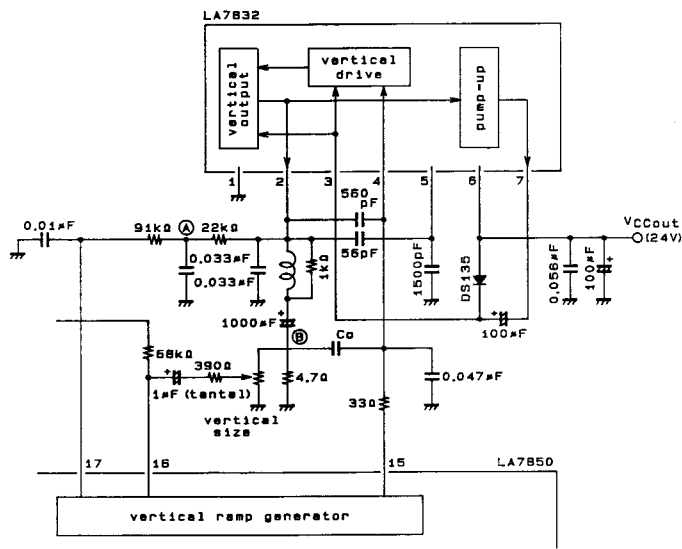 LA7832
vertical
output
vertical
drive
pump-up
1
2
3
4
5
6
7
560
pF
0.01µF
91kΩ
A
22kΩ
56pF
VCCout
(24V)
0.033µF
0.033µF
1kΩ
1500pF
DS135
0.056µF
100µF
+
+
1000µF
B
+
100µF
Co
68kΩ
390Ω
+
1µF (tantal)
4.7Ω
0.047µF
vertical
size
33Ω
17
16
15
LA7850
vertical ramp generator